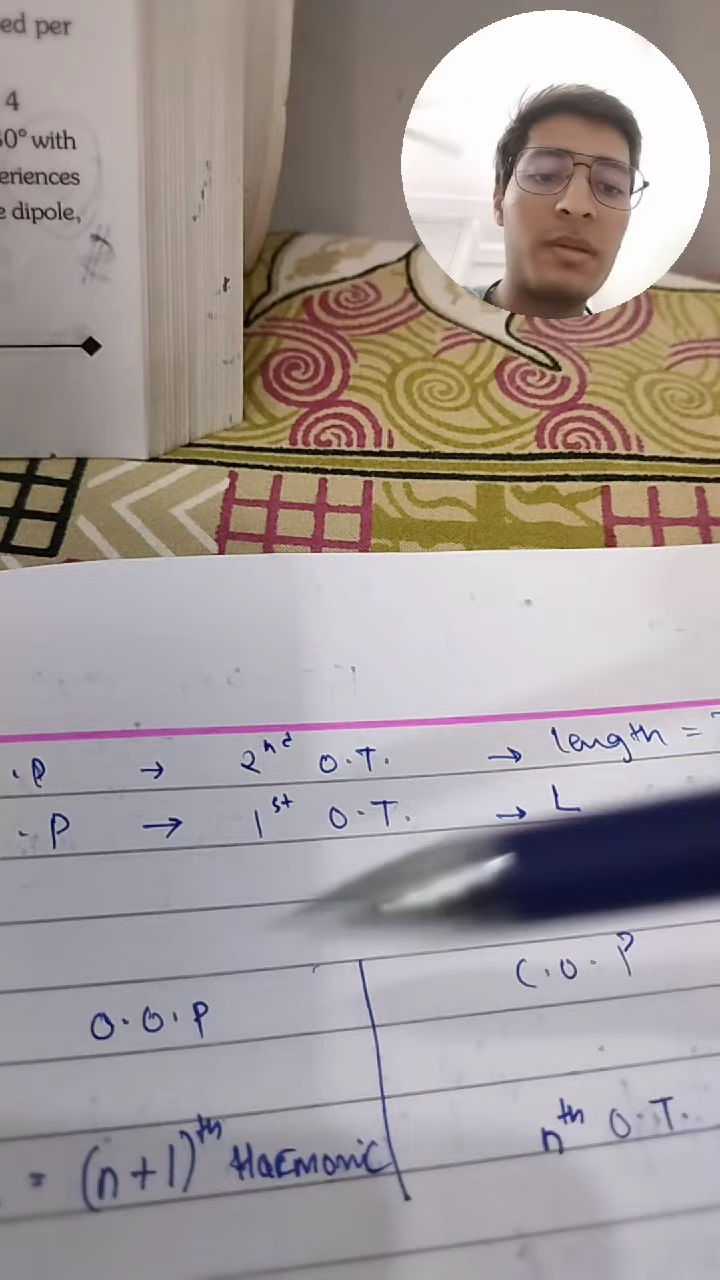 ed per
4
0° with
eriences
e dipole,
. P → 2nd O.T. → length = ?
. P → 1st O.T. → L
O.O.P
C.O.P
= (n+1)th Harmonic
nth O.T.